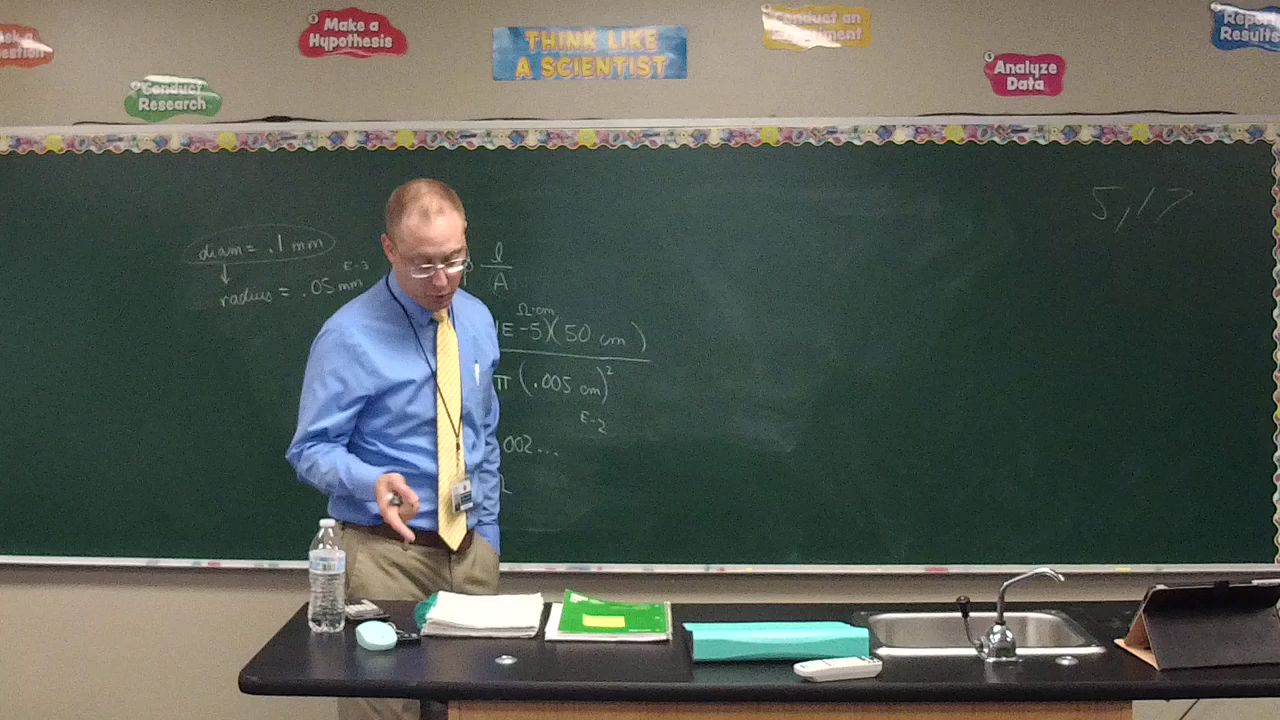 Make a
Hypothesis
THINK LIKE
A SCIENTIST
Conduct an
Report
Results
Conduct
Research
Analyze
Data
5,17
diam = .1 mm
E-3
radius = .05 mm
l
A
Ω·cm
E-5)(50 cm)
π (.005 cm)²
E-2
002...